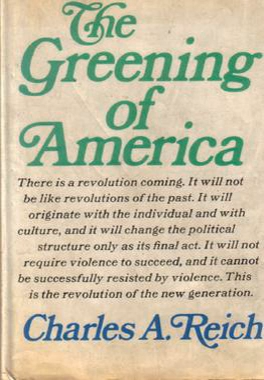 The
Greening
of
America
There is a revolution coming. It will not
be like revolutions of the past. It will
originate with the individual and with
culture, and it will change the political
structure only as its final act. It will not
require violence to succeed, and it cannot
be successfully resisted by violence. This
is the revolution of the new generation.
Charles A. Reich